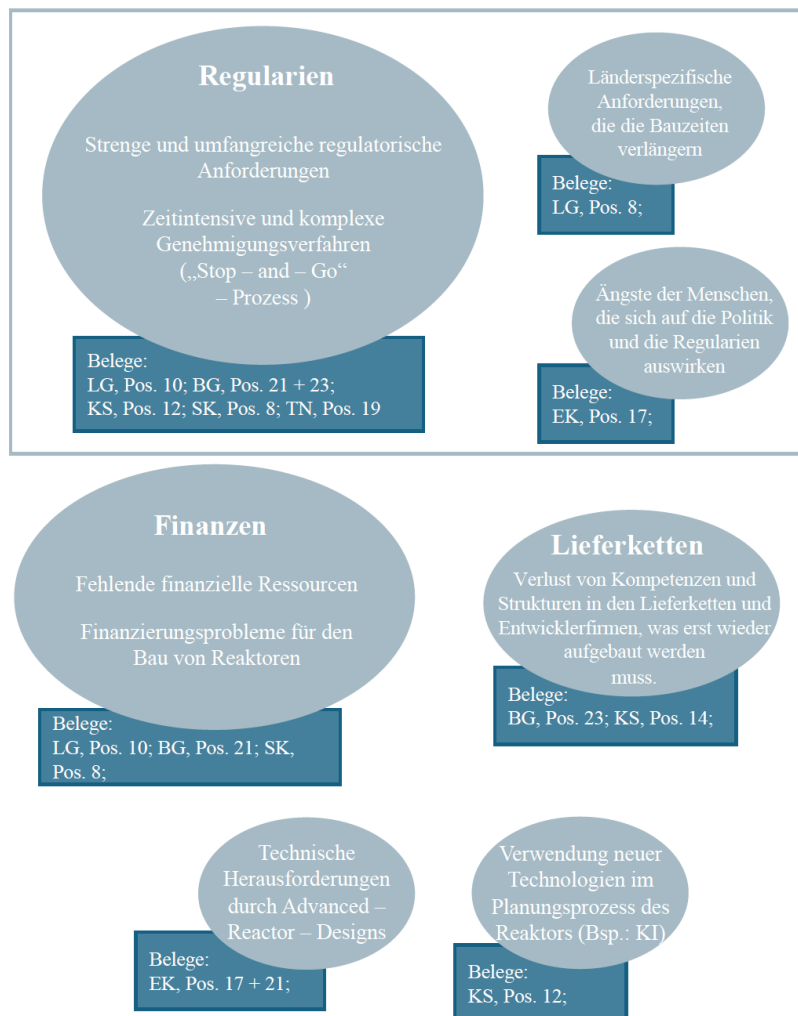 Regularien
Strenge und umfangreiche regulatorische
Anforderungen
Zeitintensive und komplexe
Genehmigungsverfahren
(„Stop – and – Go“
– Prozess )
Belege:
LG, Pos. 10; BG, Pos. 21 + 23;
KS, Pos. 12; SK, Pos. 8; TN, Pos. 19
Länderspezifische
Anforderungen,
die die Bauzeiten
verlängern
Belege:
LG, Pos. 8;
Ängste der Menschen,
die sich auf die Politik
und die Regularien
auswirken
Belege:
EK, Pos. 17;
Finanzen
Fehlende finanzielle Ressourcen
Finanzierungsprobleme für den
Bau von Reaktoren
Belege:
LG, Pos. 10; BG, Pos. 21; SK,
Pos. 8;
Lieferketten
Verlust von Kompetenzen und
Strukturen in den Lieferketten und
Entwicklerfirmen, was erst wieder
aufgebaut werden
muss.
Belege:
BG, Pos. 23; KS, Pos. 14;
Technische
Herausforderungen
durch Advanced –
Reactor – Designs
Belege:
EK, Pos. 17 + 21;
Verwendung neuer
Technologien im
Planungsprozess des
Reaktors (Bsp.: KI)
Belege:
KS, Pos. 12;